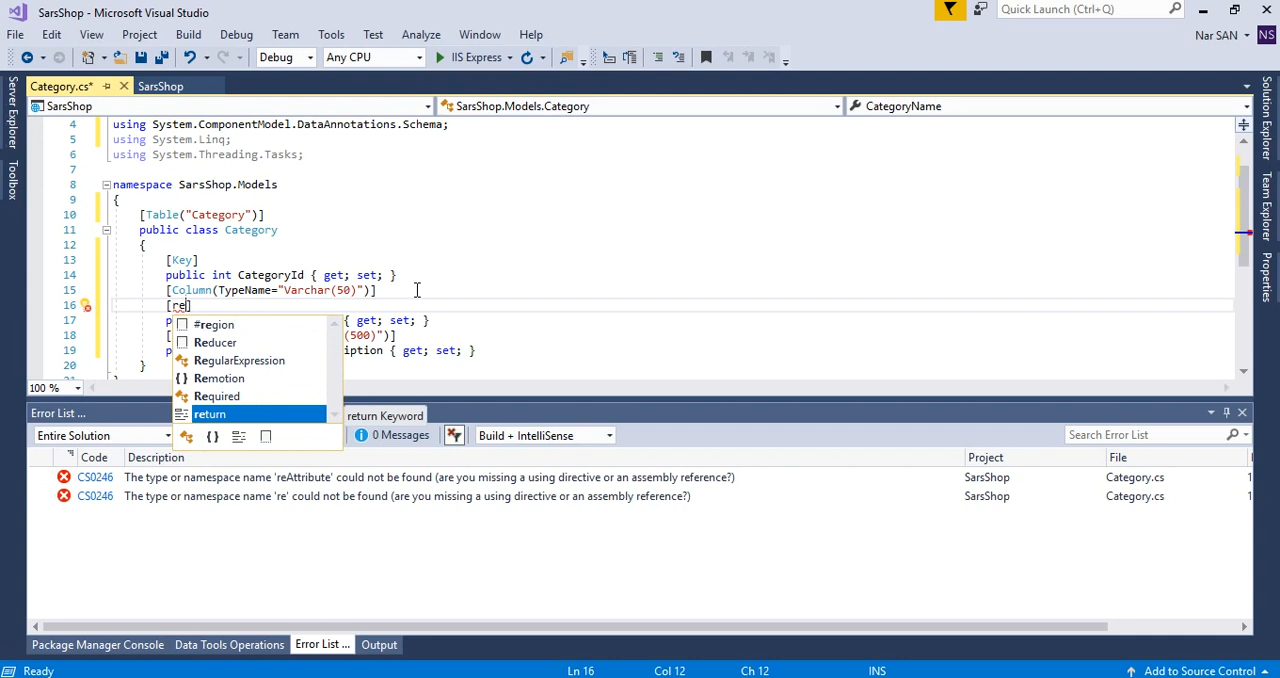 SarsShop - Microsoft Visual Studio
Quick Launch (Ctrl+Q)
File Edit View Project Build Debug Team Tools Test Analyze Window Help
Nar SAN
NS
Debug Any CPU IIS Express
Category.cs* SarsShop
SarsShop SarsShop.Models.Category CategoryName
Server Explorer
Toolbox
Solution Explorer
Team Explorer
Properties
4 using System.ComponentModel.DataAnnotations.Schema;
5 using System.Linq;
6 using System.Threading.Tasks;
7
8 namespace SarsShop.Models
9 {
10 [Table("Category")]
11 public class Category
12 {
13 [Key]
14 public int CategoryId { get; set; }
15 [Column(TypeName="Varchar(50)")]
16 [re]
17 p { get; set; }
18 [ (500)")]
19 p iption { get; set; }
20 }
#region
Reducer
RegularExpression
Remotion
Required
return
return Keyword
100 %
Error List ...
Entire Solution 0 Messages Build + IntelliSense Search Error List
Code Description Project File
CS0246 The type or namespace name 'reAttribute' could not be found (are you missing a using directive or an assembly reference?) SarsShop Category.cs 1
CS0246 The type or namespace name 're' could not be found (are you missing a using directive or an assembly reference?) SarsShop Category.cs 1
Package Manager Console Data Tools Operations Error List ... Output
Ready Ln 16 Col 12 Ch 12 INS Add to Source Control